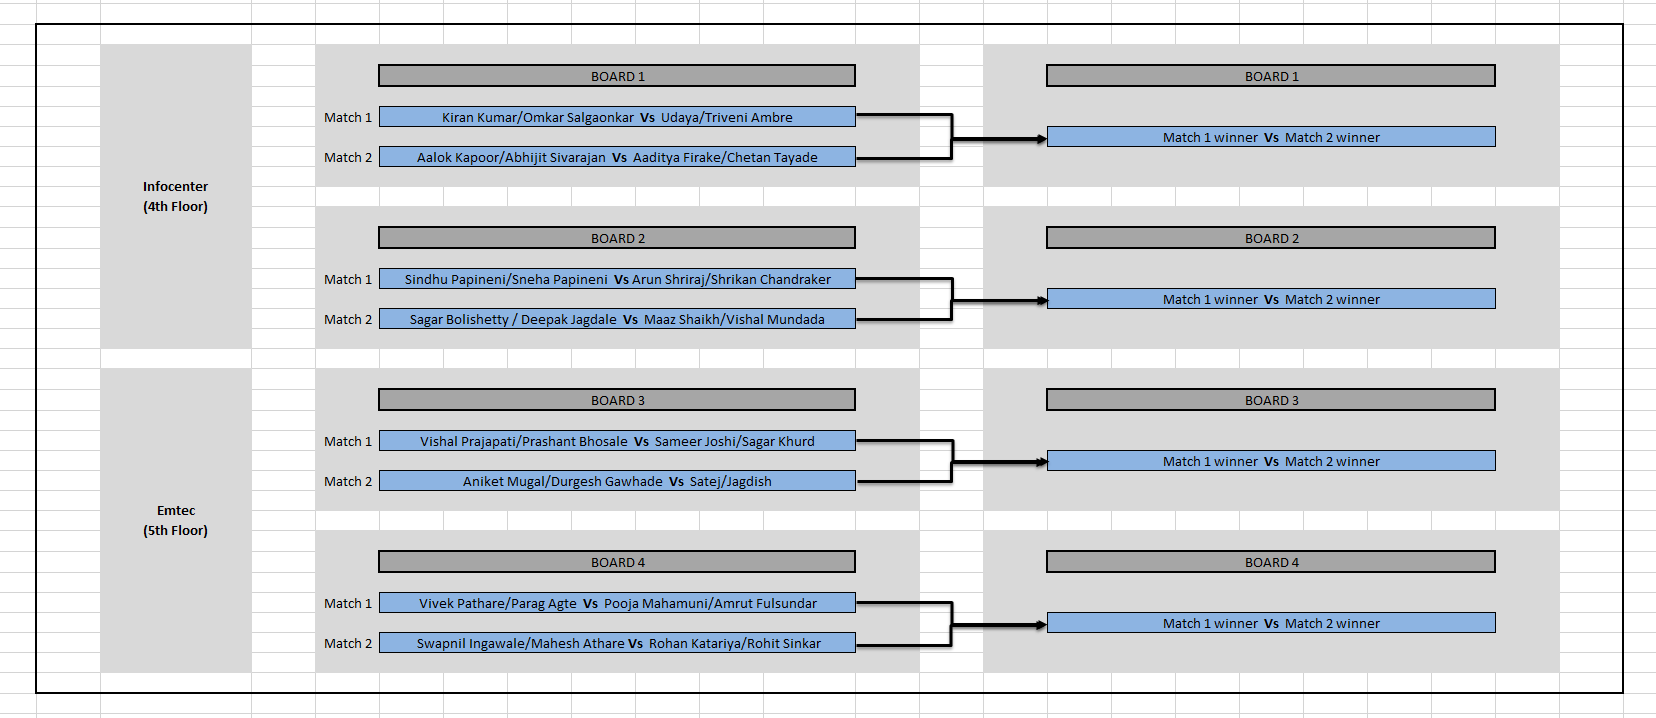 Infocenter
(4th Floor)
BOARD 1
Match 1 Kiran Kumar/Omkar Salgaonkar Vs Udaya/Triveni Ambre
Match 2 Aalok Kapoor/Abhijit Sivarajan Vs Aaditya Firake/Chetan Tayade
BOARD 1
Match 1 winner Vs Match 2 winner
BOARD 2
Match 1 Sindhu Papineni/Sneha Papineni Vs Arun Shriraj/Shrikan Chandraker
Match 2 Sagar Bolishetty / Deepak Jagdale Vs Maaz Shaikh/Vishal Mundada
BOARD 2
Match 1 winner Vs Match 2 winner
Emtec
(5th Floor)
BOARD 3
Match 1 Vishal Prajapati/Prashant Bhosale Vs Sameer Joshi/Sagar Khurd
Match 2 Aniket Mugal/Durgesh Gawhade Vs Satej/Jagdish
BOARD 3
Match 1 winner Vs Match 2 winner
BOARD 4
Match 1 Vivek Pathare/Parag Agte Vs Pooja Mahamuni/Amrut Fulsundar
Match 2 Swapnil Ingawale/Mahesh Athare Vs Rohan Katariya/Rohit Sinkar
BOARD 4
Match 1 winner Vs Match 2 winner